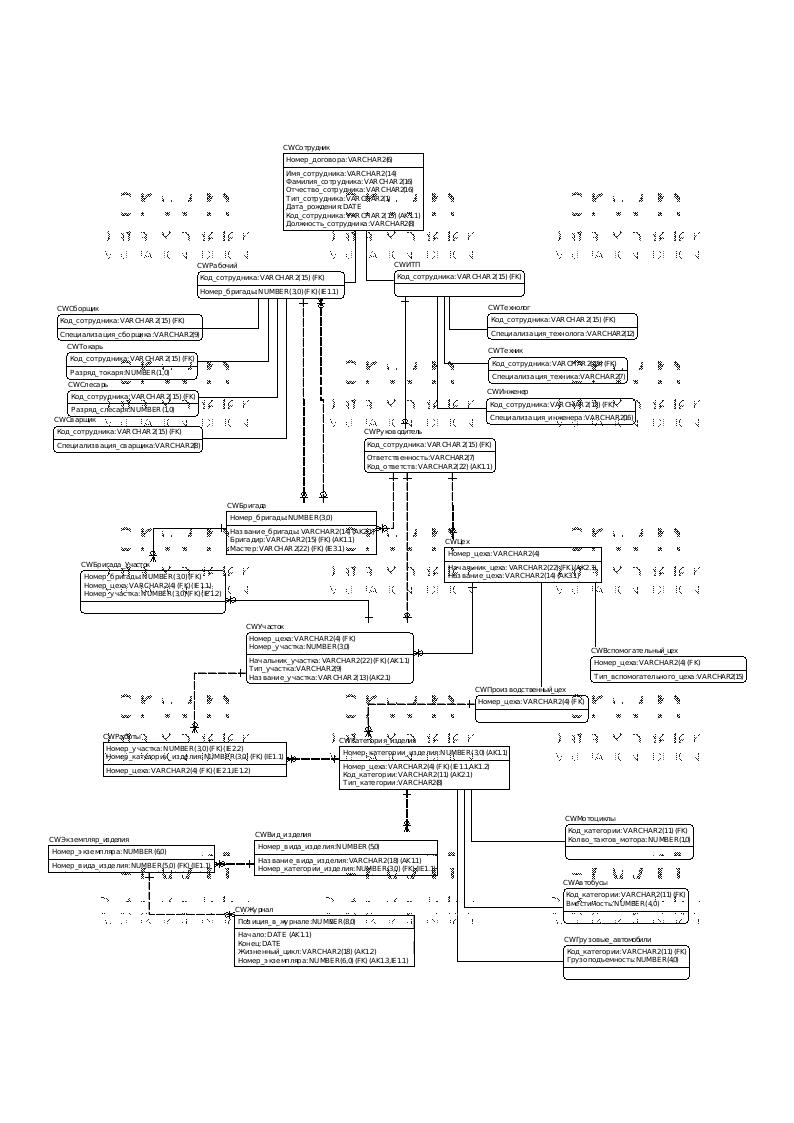 CWСотрудник
Номер_договора: VARCHAR2(6)
Имя_сотрудника: VARCHAR2(14)
Фамилия_сотрудника: VARCHAR2(16)
Отчество_сотрудника: VARCHAR2(16)
Тип_сотрудника: VARCHAR2(1)
Дата_рождения: DATE
Код_сотрудника: VARCHAR2(15) (AK1.1)
Должность_сотрудника: VARCHAR2(8)
CWРабочий
Код_сотрудника: VARCHAR2(15) (FK)
Номер_бригады: NUMBER(3,0) (FK) (IE1.1)
CWИТП
Код_сотрудника: VARCHAR2(15) (FK)
CWСборщик
Код_сотрудника: VARCHAR2(15) (FK)
Специализация_сборщика: VARCHAR2(9)
CWТехнолог
Код_сотрудника: VARCHAR2(15) (FK)
Специализация_технолога: VARCHAR2(12)
CWТокарь
Код_сотрудника: VARCHAR2(15) (FK)
Разряд_токаря: NUMBER(1,0)
CWТехник
Код_сотрудника: VARCHAR2(15) (FK)
Специализация_техника: VARCHAR2(7)
CWСлесарь
Код_сотрудника: VARCHAR2(15) (FK)
Разряд_слесаря: NUMBER(1,0)
CWИнженер
Код_сотрудника: VARCHAR2(15) (FK)
Специализация_инженера: VARCHAR2(16)
CWСварщик
Код_сотрудника: VARCHAR2(15) (FK)
Специализвация_сварщика: VARCHAR2(8)
CWРуководитель
Код_сотрудника: VARCHAR2(15) (FK)
Ответственность: VARCHAR2(7)
Код_ответств: VARCHAR2(22) (AK1.1)
CWБригада
Номер_бригады: NUMBER(3,0)
Название_бригады: VARCHAR2(14) (AK2.1)
Бригадир: VARCHAR2(15) (FK) (AK1.1)
Мастер: VARCHAR2(22) (FK) (IE3.1)
CWЦех
Номер_цеха: VARCHAR2(4)
Начальник_цеха: VARCHAR2(22) (FK) (AK2.1)
Название_цеха: VARCHAR2(14) (AK3.1)
CWБригада_Участок
Номер_бригады: NUMBER(3,0) (FK)
Номер_цеха: VARCHAR2(4) (FK) (IE1.1)
Номер_участка: NUMBER(3,0) (FK) (IE1.2)
CWУчасток
Номер_цеха: VARCHAR2(4) (FK)
Номер_участка: NUMBER(3,0)
Начальник_участка: VARCHAR2(22) (FK) (AK1.1)
Тип_участка: VARCHAR2(9)
Название_участка: VARCHAR2(13) (AK2.1)
CWВспомогательный_цех
Номер_цеха: VARCHAR2(4) (FK)
Тип_вспомогательного_цеха: VARCHAR2(15)
CWПроизводственный_цех
Номер_цеха: VARCHAR2(4) (FK)
CWРаботы
Номер_участка: NUMBER(3,0) (FK) (IE2.2)
Номер_категории_изделия: NUMBER(3,0) (FK) (IE1.1)
Номер_цеха: VARCHAR2(4) (FK) (IE2.1,IE1.2)
CWКатегория_изделия
Номер_категории_изделия: NUMBER(3,0) (AK1.1)
Номер_цеха: VARCHAR2(4) (FK) (IE1.1,AK1.2)
Код_категории: VARCHAR2(11) (AK2.1)
Тип_категории: VARCHAR2(8)
CWМотоциклы
Код_категории: VARCHAR2(11) (FK)
Колво_тактов_мотора: NUMBER(1,0)
CWЭкземпляр_изделия
Номер_экземпляра: NUMBER(6,0)
Номер_вида_изделия: NUMBER(5,0) (FK) (IE1.1)
CWВид_изделия
Номер_вида_изделия: NUMBER(5,0)
Название_вида_изделия: VARCHAR2(18) (AK1.1)
Номер_категории_изделия: NUMBER(3,0) (FK) (IE1.1)
CWАвтобусы
Код_категории: VARCHAR2(11) (FK)
Вместимость: NUMBER(4,0)
CWЖурнал
Позиция_в_журнале: NUMBER(8,0)
Начало: DATE (AK1.1)
Конец: DATE
Жизненный_цикл: VARCHAR2(18) (AK1.2)
Номер_экземпляра: NUMBER(6,0) (FK) (AK1.3,IE1.1)
CWГрузовые_автомобили
Код_категории: VARCHAR2(11) (FK)
Грузоподъемность: NUMBER(4,0)